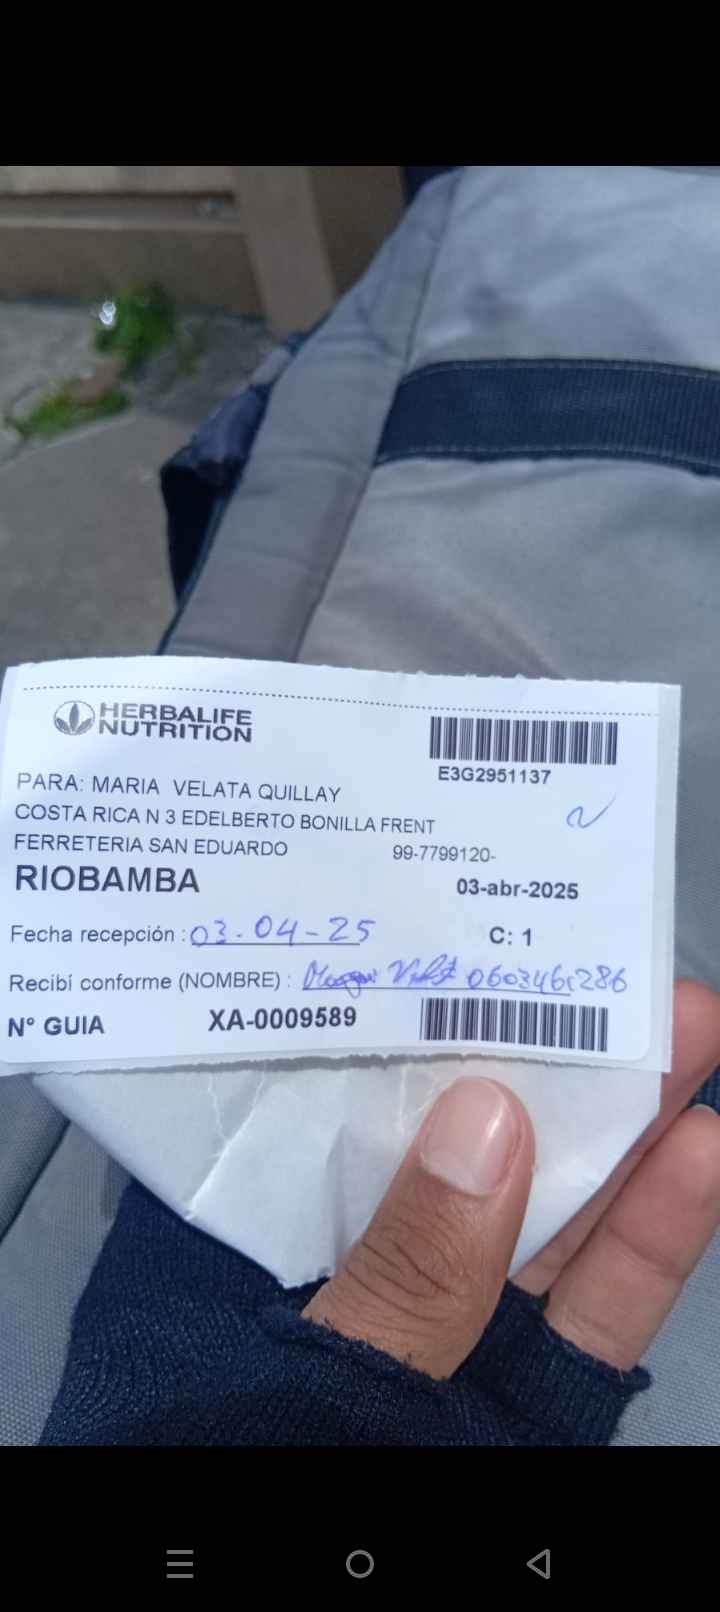 HERBALIFE
NUTRITION
E3G2951137
PARA: MARIA VELATA QUILLAY
COSTA RICA N 3 EDELBERTO BONILLA FRENT
FERRETERIA SAN EDUARDO 99-7799120-
RIOBAMBA 03-abr-2025
Fecha recepción : 03-04-25 C: 1
Recibí conforme (NOMBRE) :
N° GUIA XA-0009589